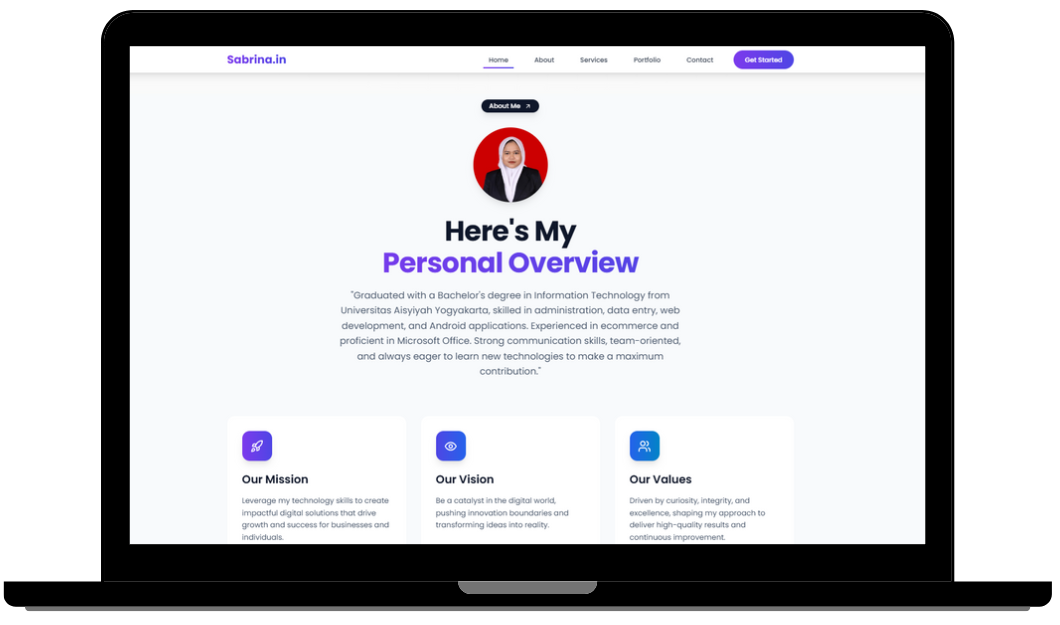 Sabrina.in
Home
About
Services
Portfolio
Contact
Get Started
About Me
Here's My
Personal Overview
"Graduated with a Bachelor's degree in Information Technology from
Universitas Aisyiyah Yogyakarta, skilled in administration, data entry, web
development, and Android applications. Experienced in ecommerce and
proficient in Microsoft Office. Strong communication skills, team-oriented,
and always eager to learn new technologies to make a maximum
contribution."
Our Mission
Leverage my technology skills to create
impactful digital solutions that drive
growth and success for businesses and
individuals.
Our Vision
Be a catalyst in the digital world,
pushing innovation boundaries and
transforming ideas into reality.
Our Values
Driven by curiosity, integrity, and
excellence, shaping my approach to
deliver high-quality results and
continuous improvement.